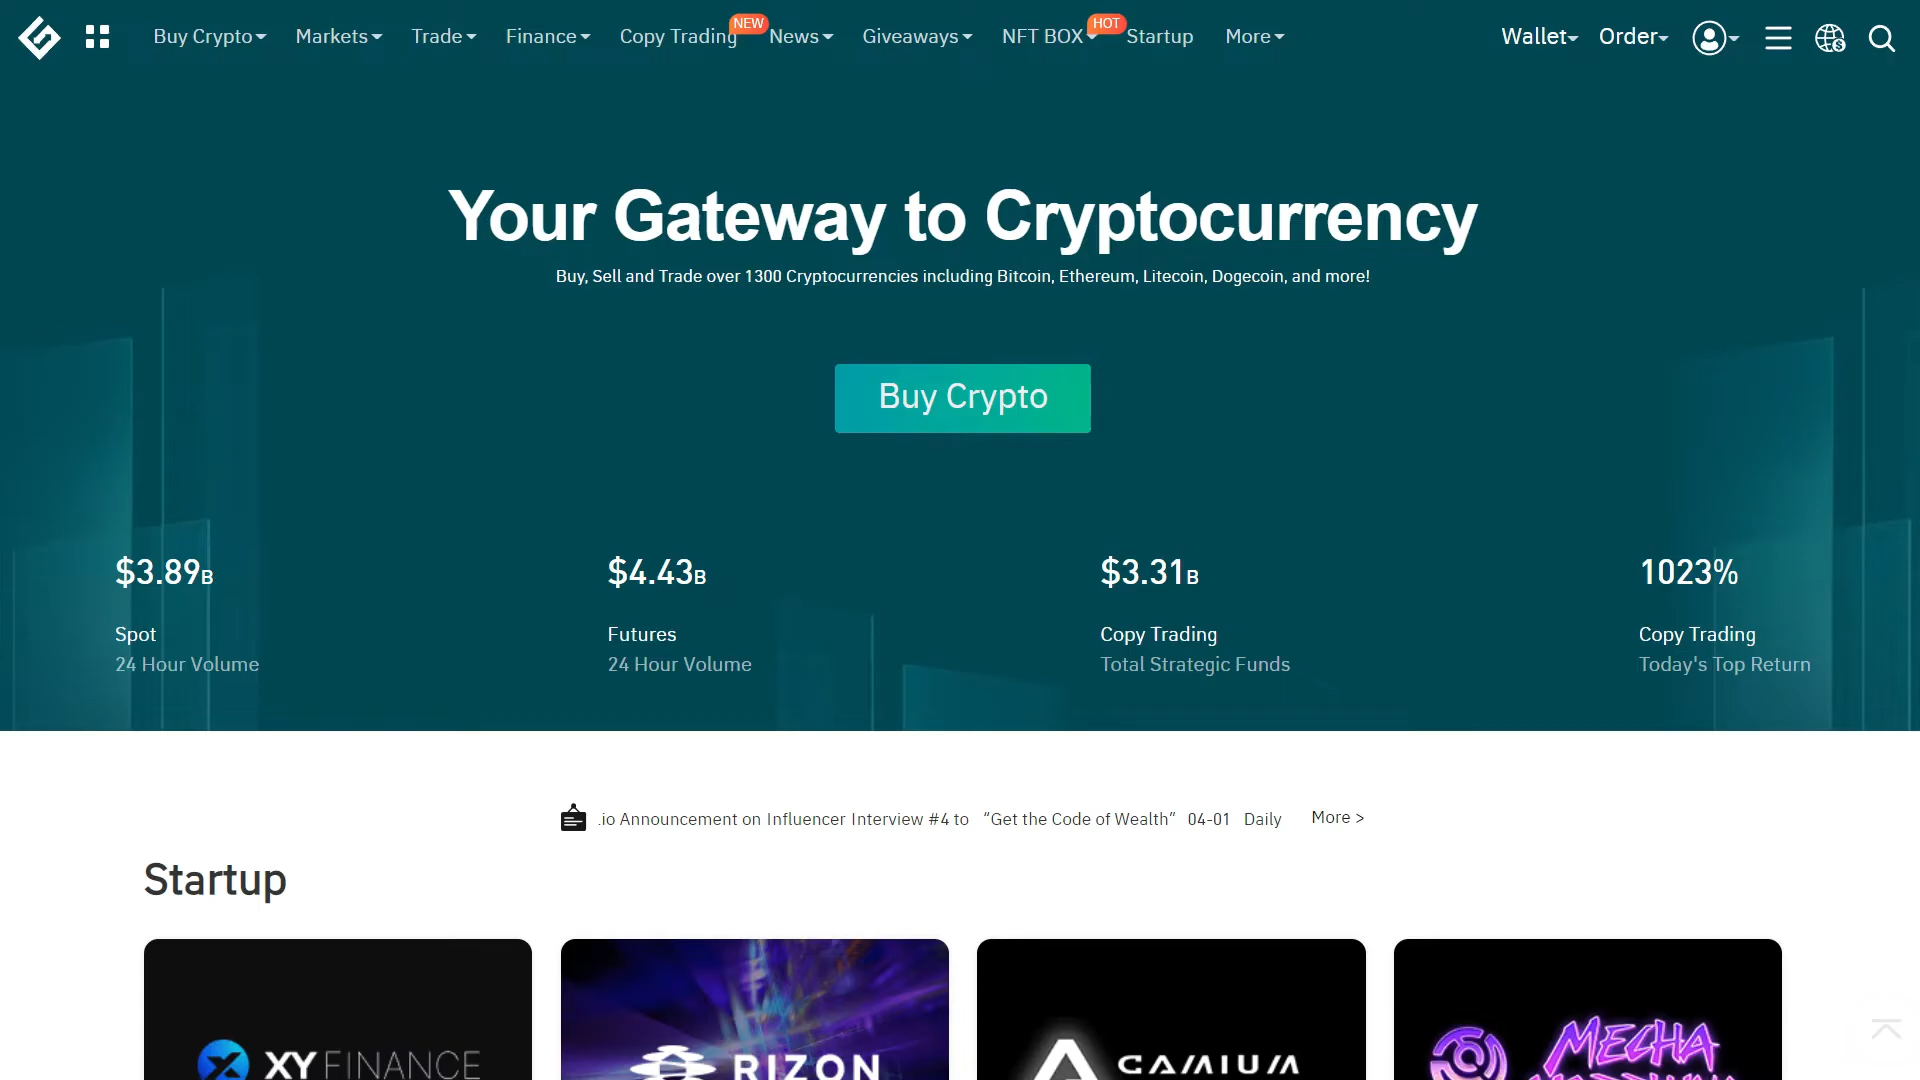 Buy Crypto Markets Trade Finance Copy Trading NEW News Giveaways NFT BOX HOT Startup More Wallet Order
Your Gateway to Cryptocurrency
Buy, Sell and Trade over 1300 Cryptocurrencies including Bitcoin, Ethereum, Litecoin, Dogecoin, and more!
Buy Crypto
$3.89B $4.43B $3.31B 1023%
Spot Futures Copy Trading Copy Trading
24 Hour Volume 24 Hour Volume Total Strategic Funds Today's Top Return
.io Announcement on Influencer Interview #4 to “Get the Code of Wealth” 04-01 Daily More >
Startup
XY FINANCE RIZON GAMIUM MECHA